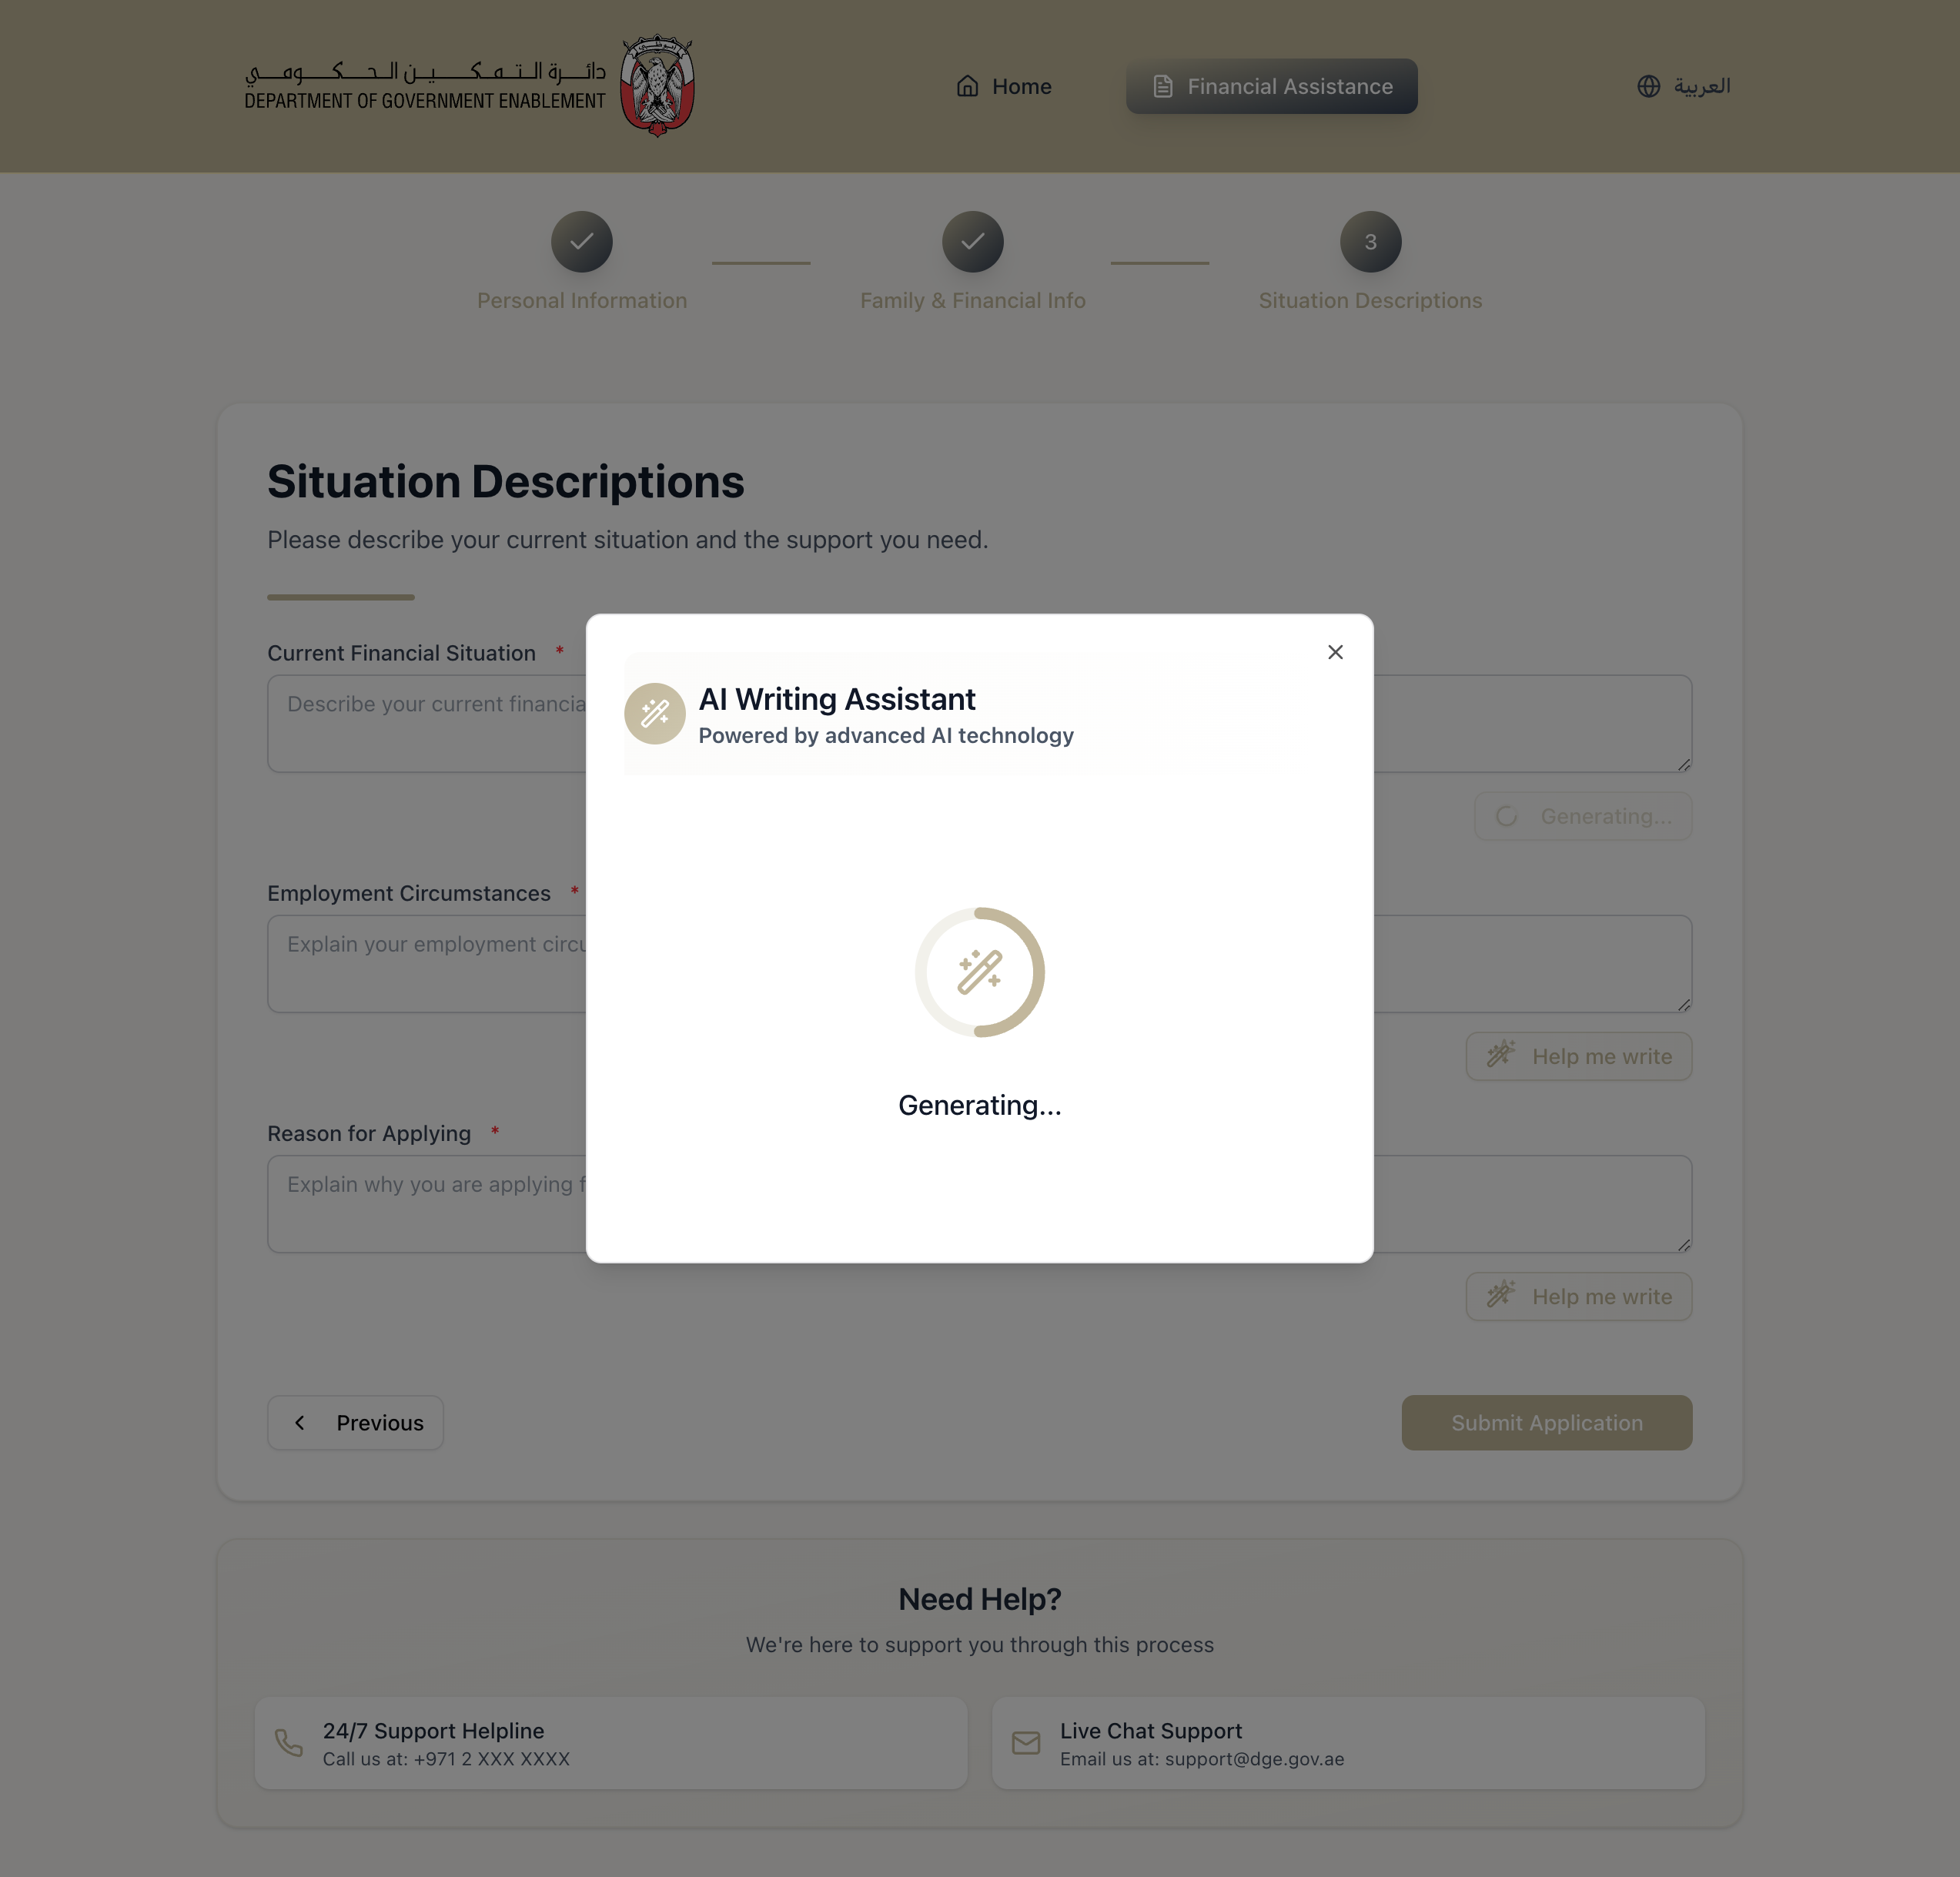 دائرة التمكين الحكومي
DEPARTMENT OF GOVERNMENT ENABLEMENT
Home
Financial Assistance
العربية
3
Personal Information
Family & Financial Info
Situation Descriptions
Situation Descriptions
Please describe your current situation and the support you need.
Current Financial Situation *
Describe your current financia
Generating...
AI Writing Assistant
Powered by advanced AI technology
Generating...
Employment Circumstances *
Explain your employment circu
Help me write
Reason for Applying *
Explain why you are applying f
Help me write
Previous
Submit Application
Need Help?
We're here to support you through this process
24/7 Support Helpline
Call us at: +971 2 XXX XXXX
Live Chat Support
Email us at: support@dge.gov.ae